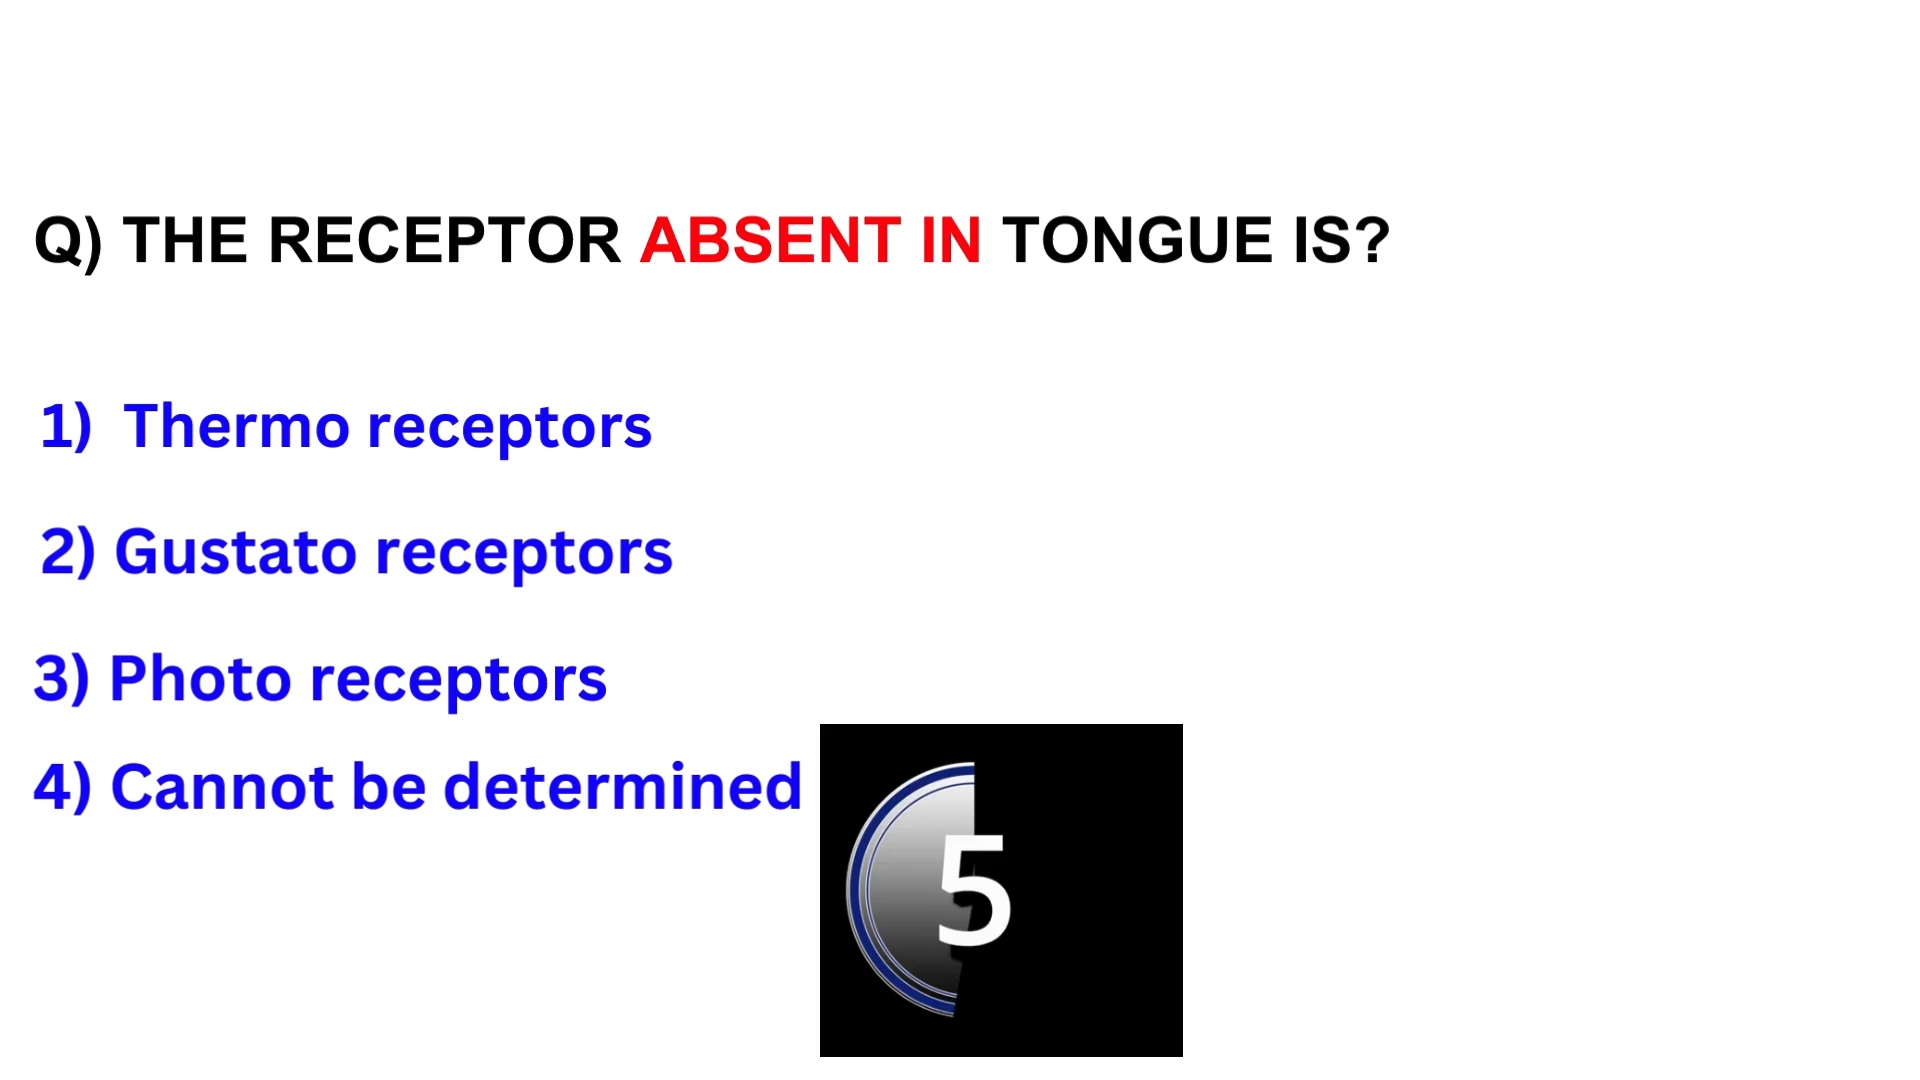 Q) THE RECEPTOR ABSENT IN TONGUE IS?
1) Thermo receptors
2) Gustato receptors
3) Photo receptors
4) Cannot be determined
5